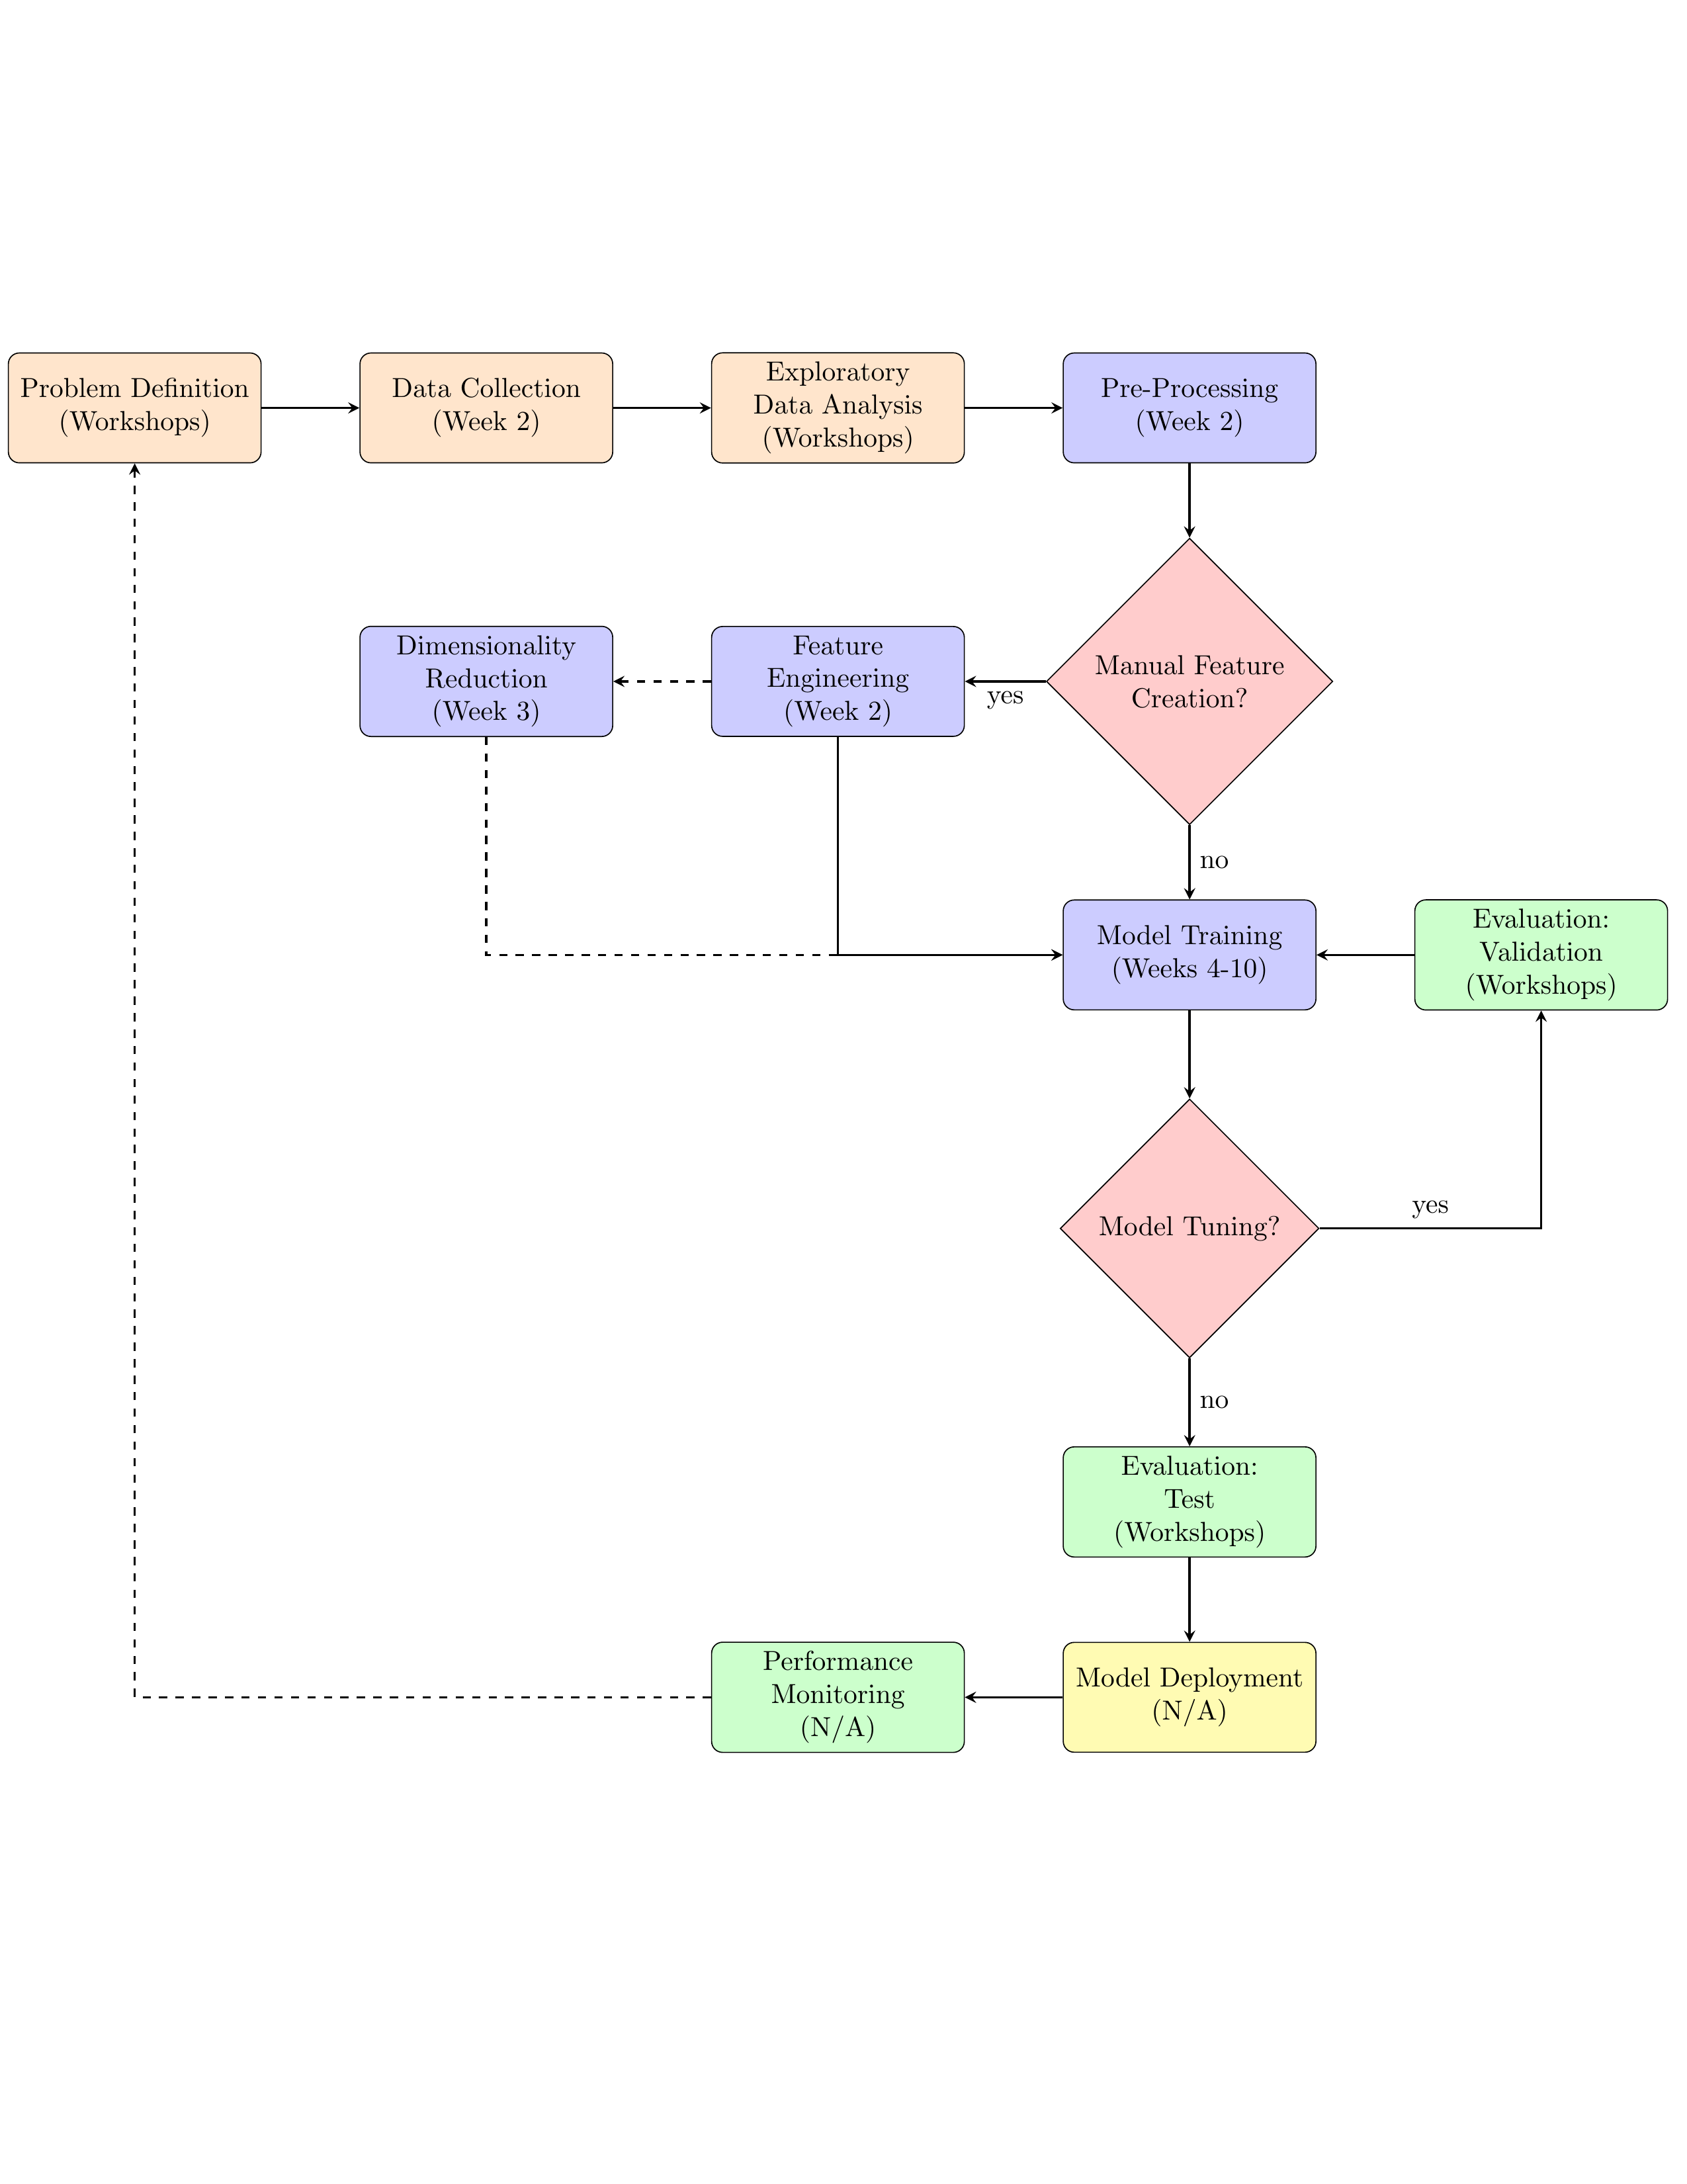 Problem Definition
(Workshops)
Data Collection
(Week 2)
Exploratory
Data Analysis
(Workshops)
Pre-Processing
(Week 2)
Dimensionality
Reduction
(Week 3)
Feature
Engineering
(Week 2)
yes
Manual Feature
Creation?
no
Model Training
(Weeks 4-10)
Evaluation:
Validation
(Workshops)
Model Tuning?
yes
no
Evaluation:
Test
(Workshops)
Performance
Monitoring
(N/A)
Model Deployment
(N/A)